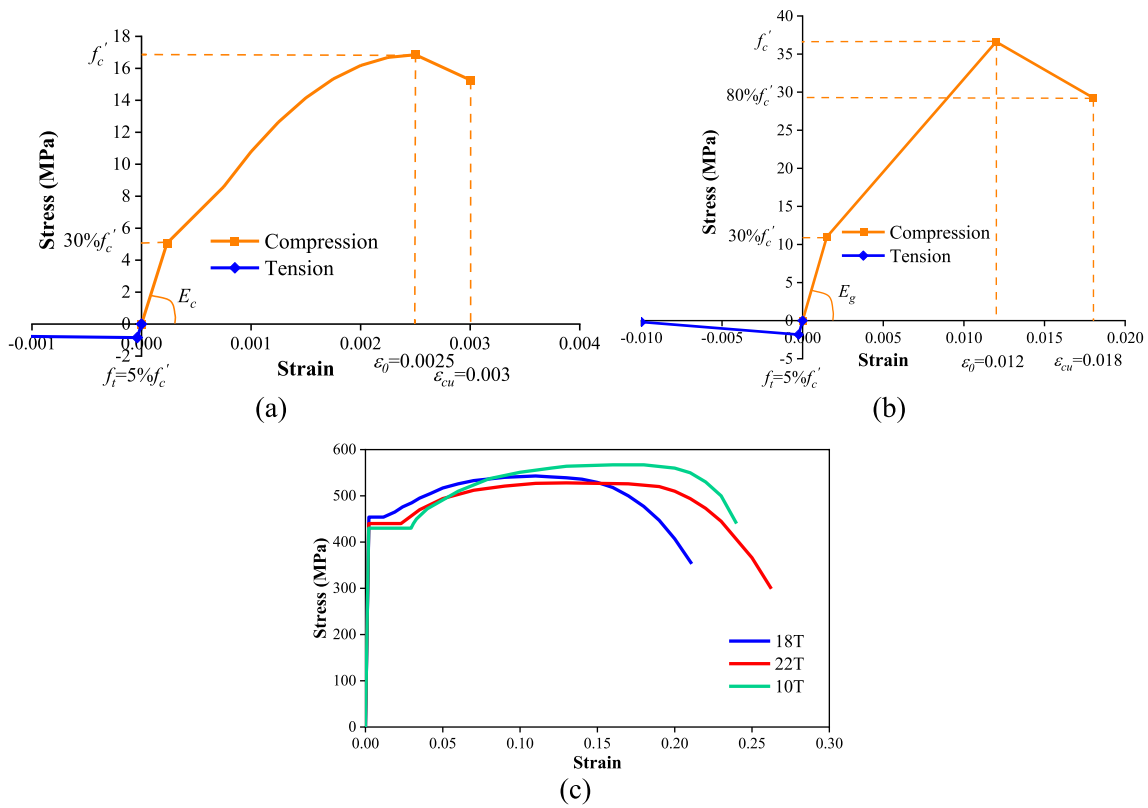 18
16
14
12
10
8
6
4
2
0
-2
Stress (MPa)
f_c'
30%f_c'
Compression
Tension
E_c
-0.001
0.000
0.001
0.002
0.003
0.004
Strain
ε_0=0.0025
ε_cu=0.003
f_t=5%f_c'
(a)
40
35
30
25
20
15
10
5
0
-5
Stress (MPa)
f_c'
80%f_c'
30%f_c'
Compression
Tension
E_g
-0.010
-0.005
0.000
0.005
0.010
0.015
0.020
Strain
ε_0=0.012
ε_cu=0.018
f_t=5%f_c'
(b)
600
500
400
300
200
100
0
Stress (MPa)
18T
22T
10T
0.00
0.05
0.10
0.15
0.20
0.25
0.30
Strain
(c)